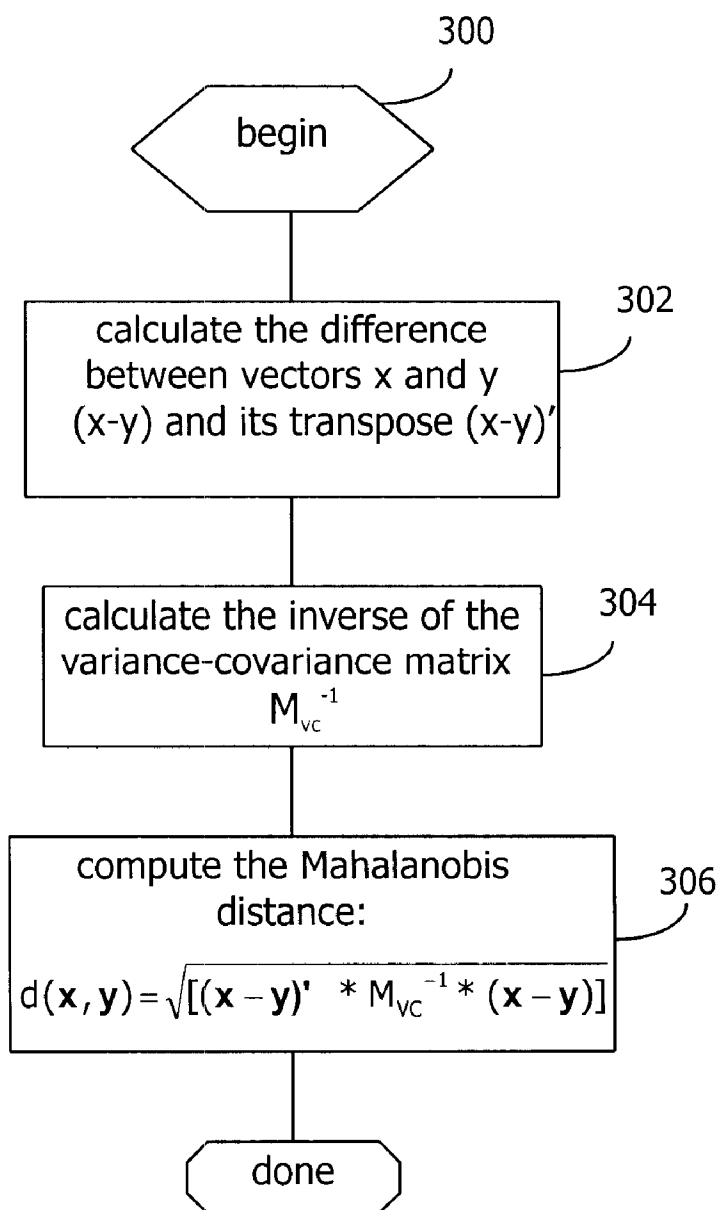 300
begin
302
calculate the difference
between vectors x and y
(x-y) and its transpose (x-y)'
304
calculate the inverse of the
variance-covariance matrix
M_vc^-1
306
compute the Mahalanobis
distance:
d(x,y)=√[(x-y)' * M_VC^-1 * (x-y)]
done